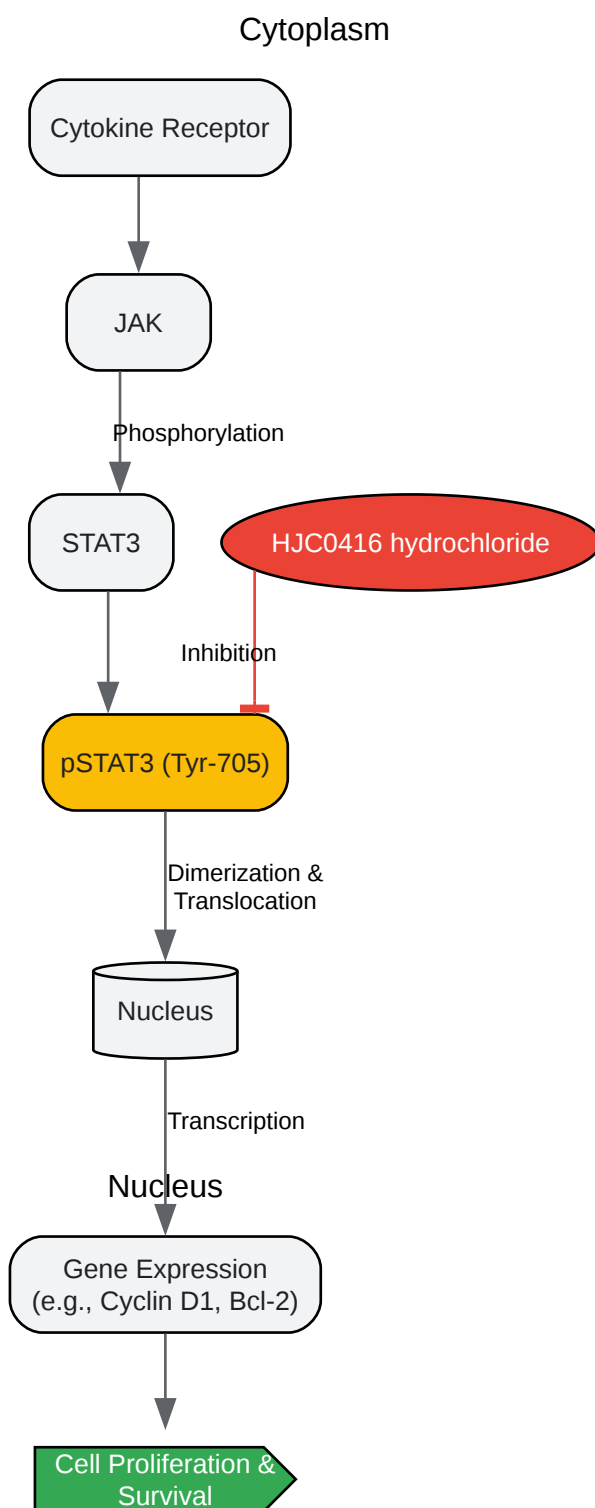 Cytoplasm
Cytokine Receptor
JAK
Phosphorylation
STAT3
HJC0416 hydrochloride
Inhibition
pSTAT3 (Tyr-705)
Dimerization &
Translocation
Nucleus
Transcription
Nucleus
Gene Expression
(e.g., Cyclin D1, Bcl-2)
Cell Proliferation &
Survival